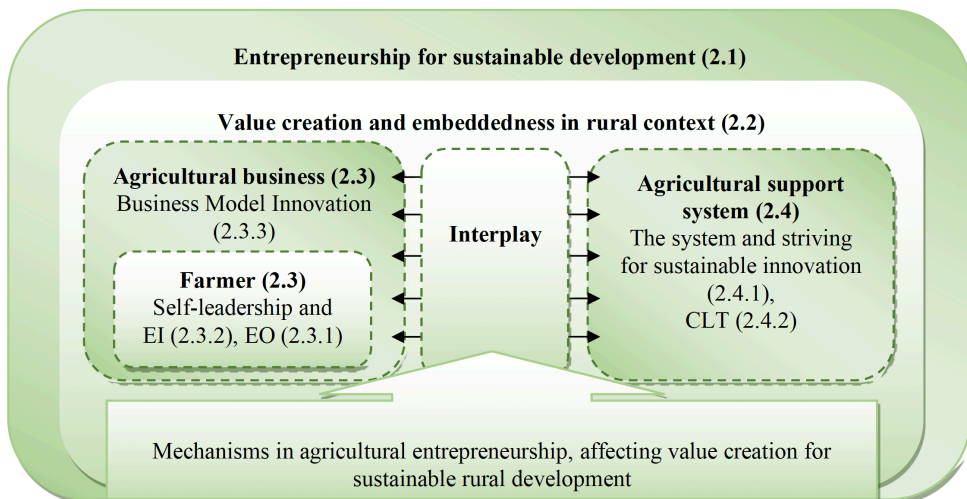 Entrepreneurship for sustainable development (2.1)
Value creation and embeddedness in rural context (2.2)
Agricultural business (2.3)
Business Model Innovation
(2.3.3)
Farmer (2.3)
Self-leadership and
EI (2.3.2), EO (2.3.1)
Interplay
Agricultural support
system (2.4)
The system and striving
for sustainable innovation
(2.4.1),
CLT (2.4.2)
Mechanisms in agricultural entrepreneurship, affecting value creation for
sustainable rural development